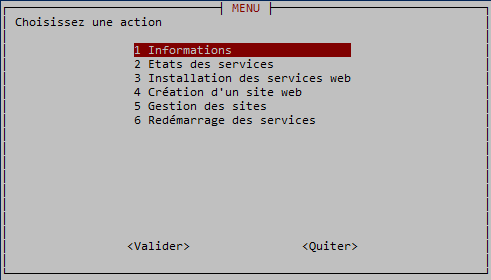 MENU
Choisissez une action
1 Informations
2 Etats des services
3 Installation des services web
4 Création d'un site web
5 Gestion des sites
6 Redémarrage des services
<Valider> <Quiter>